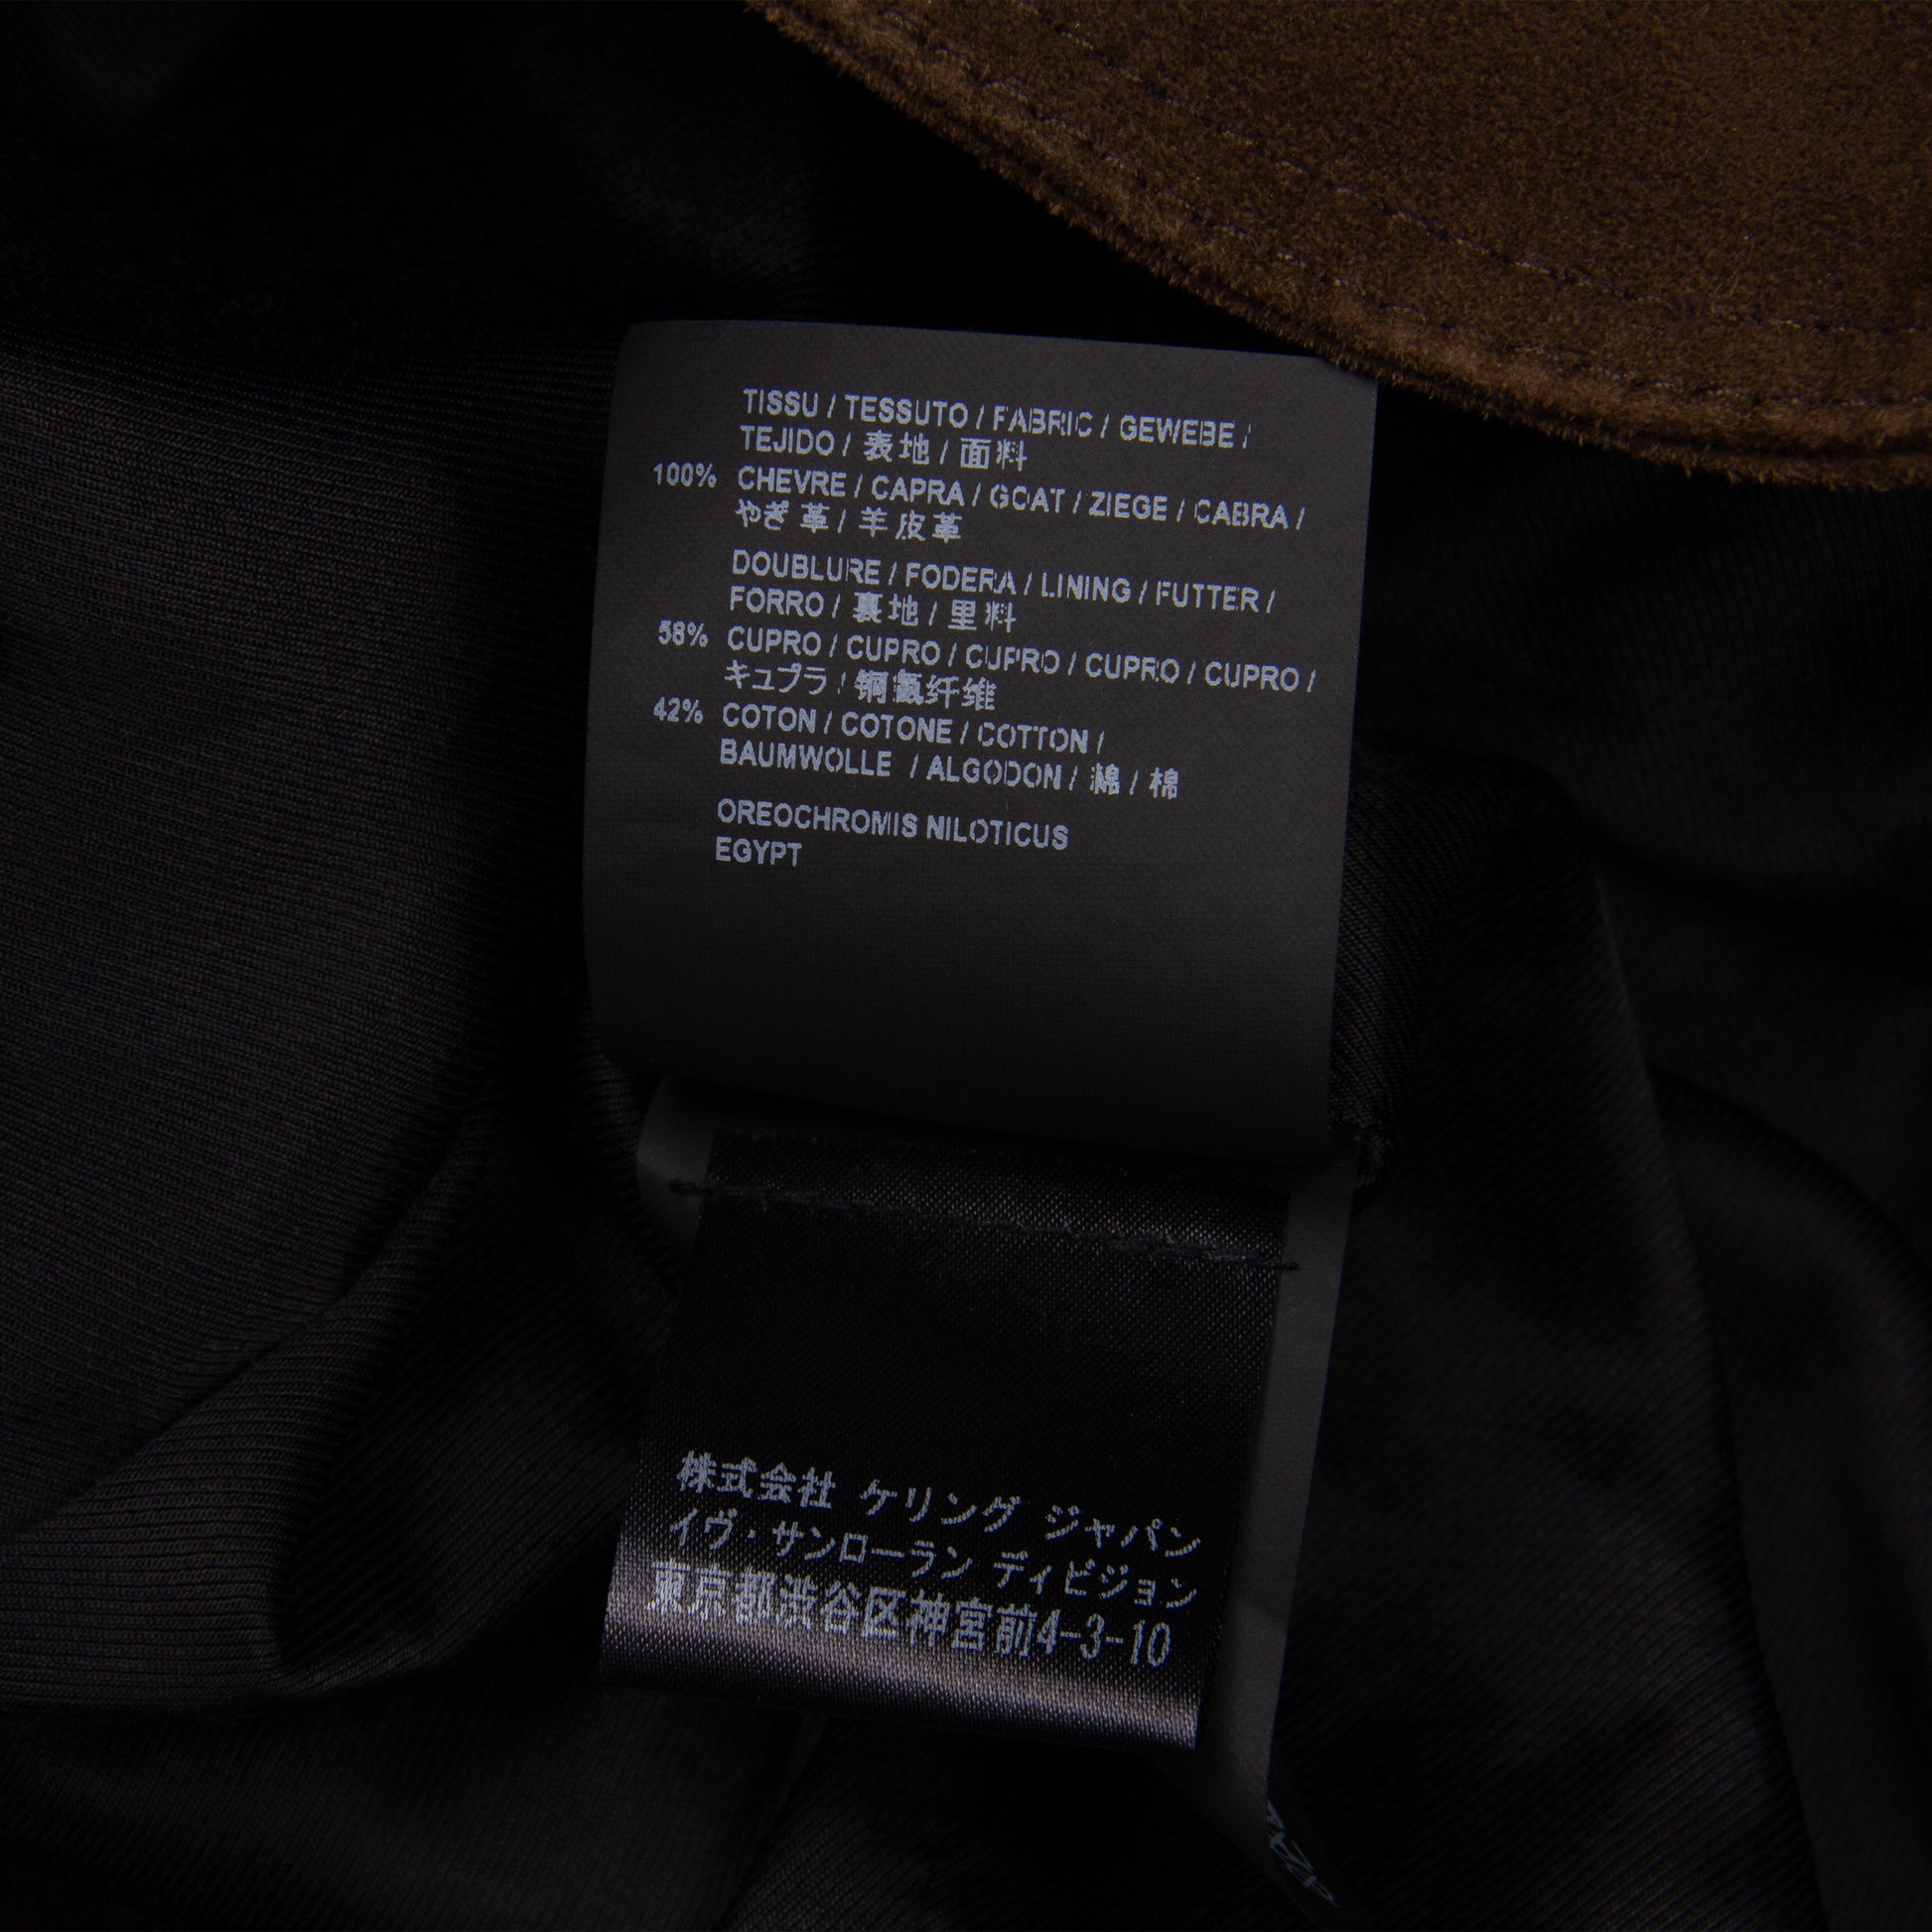 TISSU / TESSUTO / FABRIC / GEWEBE /
TEJIDO / 表地 / 面料
100% CHEVRE / CAPRA / GOAT / ZIEGE / CABRA /
やぎ革 / 羊皮革
DOUBLURE / FODERA / LINING / FUTTER /
FORRO / 裏地 / 里料
58% CUPRO / CUPRO / CUPRO / CUPRO / CUPRO /
キュプラ / 铜氨纤维
42% COTON / COTONE / COTTON /
BAUMWOLLE / ALGODON / 綿 / 棉
OREOCHROMIS NILOTICUS
EGYPT
株式会社 ケリング ジャパン
イヴ・サンローラン ディビジョン
東京都渋谷区神宮前4-3-10